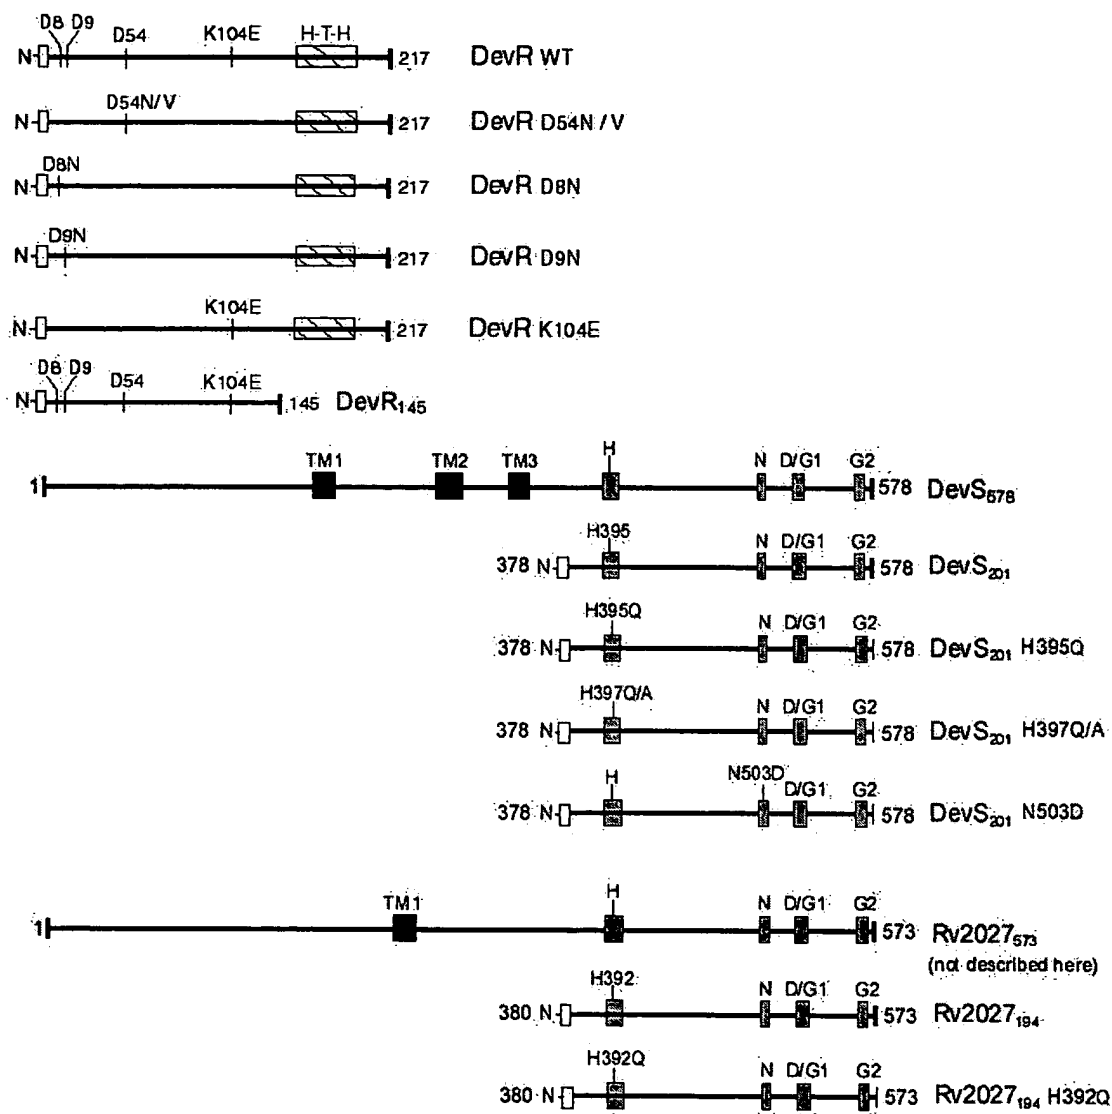 D8 D9 D54 K104E H-T-H
N 217 DevR WT
D54N/V
N 217 DevR D54N / V
D8N
N 217 DevR D8N
D9N
N 217 DevR D9N
K104E
N 217 DevR K104E
D8 D9 D54 K104E
N 145 DevR145
TM1 TM2 TM3 H N D/G1 G2
1 578 DevS578
H395 N D/G1 G2
378 N 578 DevS201
H395Q N D/G1 G2
378 N 578 DevS201 H395Q
H397Q/A N D/G1 G2
378 N 578 DevS201 H397Q/A
H N503D D/G1 G2
378 N 578 DevS201 N503D
TM1 H N D/G1 G2
1 573 Rv2027573
(not described here)
H392 N D/G1 G2
380 N 573 Rv2027194
H392Q N D/G1 G2
380 N 573 Rv2027194 H392Q